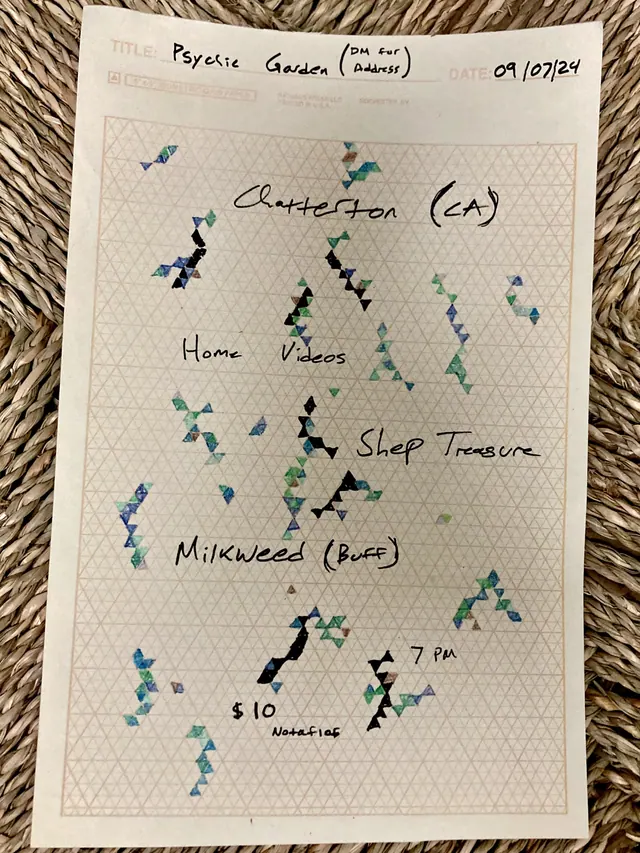 TITLE: Psychic Garden (DM for Address) DATE: 09/07/24
Chatterton (CA)
Home Videos
Shep Treasure
Milkweed (Buff)
7 PM
$10
Notaflof